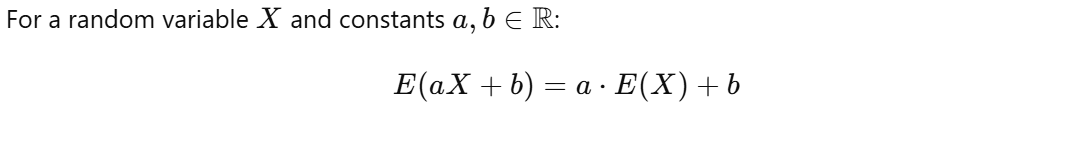 For a random variable X and constants a, b ∈ ℝ:
E(aX + b) = a · E(X) + b